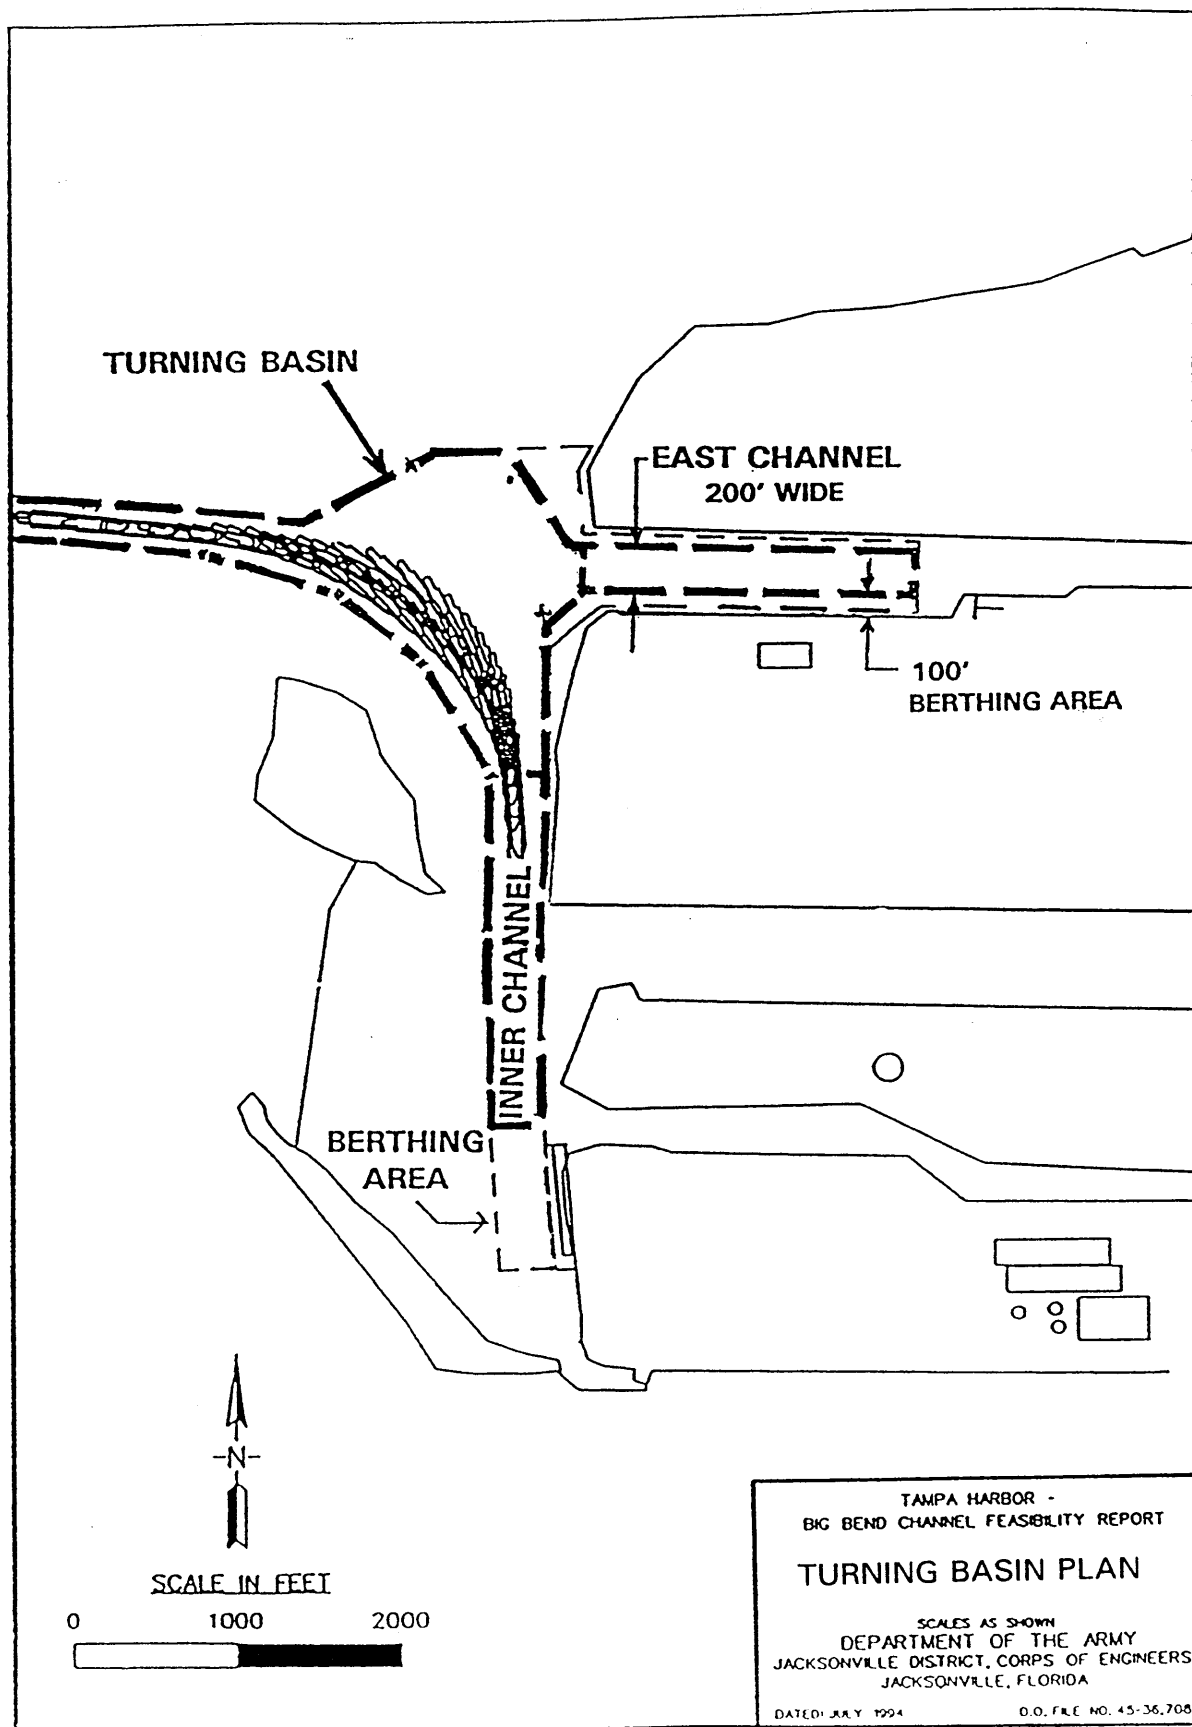 TURNING BASIN
EAST CHANNEL
200' WIDE
100'
BERTHING AREA
INNER CHANNEL
BERTHING
AREA
-N-
SCALE IN FEET
0 1000 2000
TAMPA HARBOR -
BIG BEND CHANNEL FEASIBILITY REPORT
TURNING BASIN PLAN
SCALES AS SHOWN
DEPARTMENT OF THE ARMY
JACKSONVILLE DISTRICT, CORPS OF ENGINEERS
JACKSONVILLE, FLORIDA
DATED: JULY 1994 D.O. FILE NO. 45-36,708